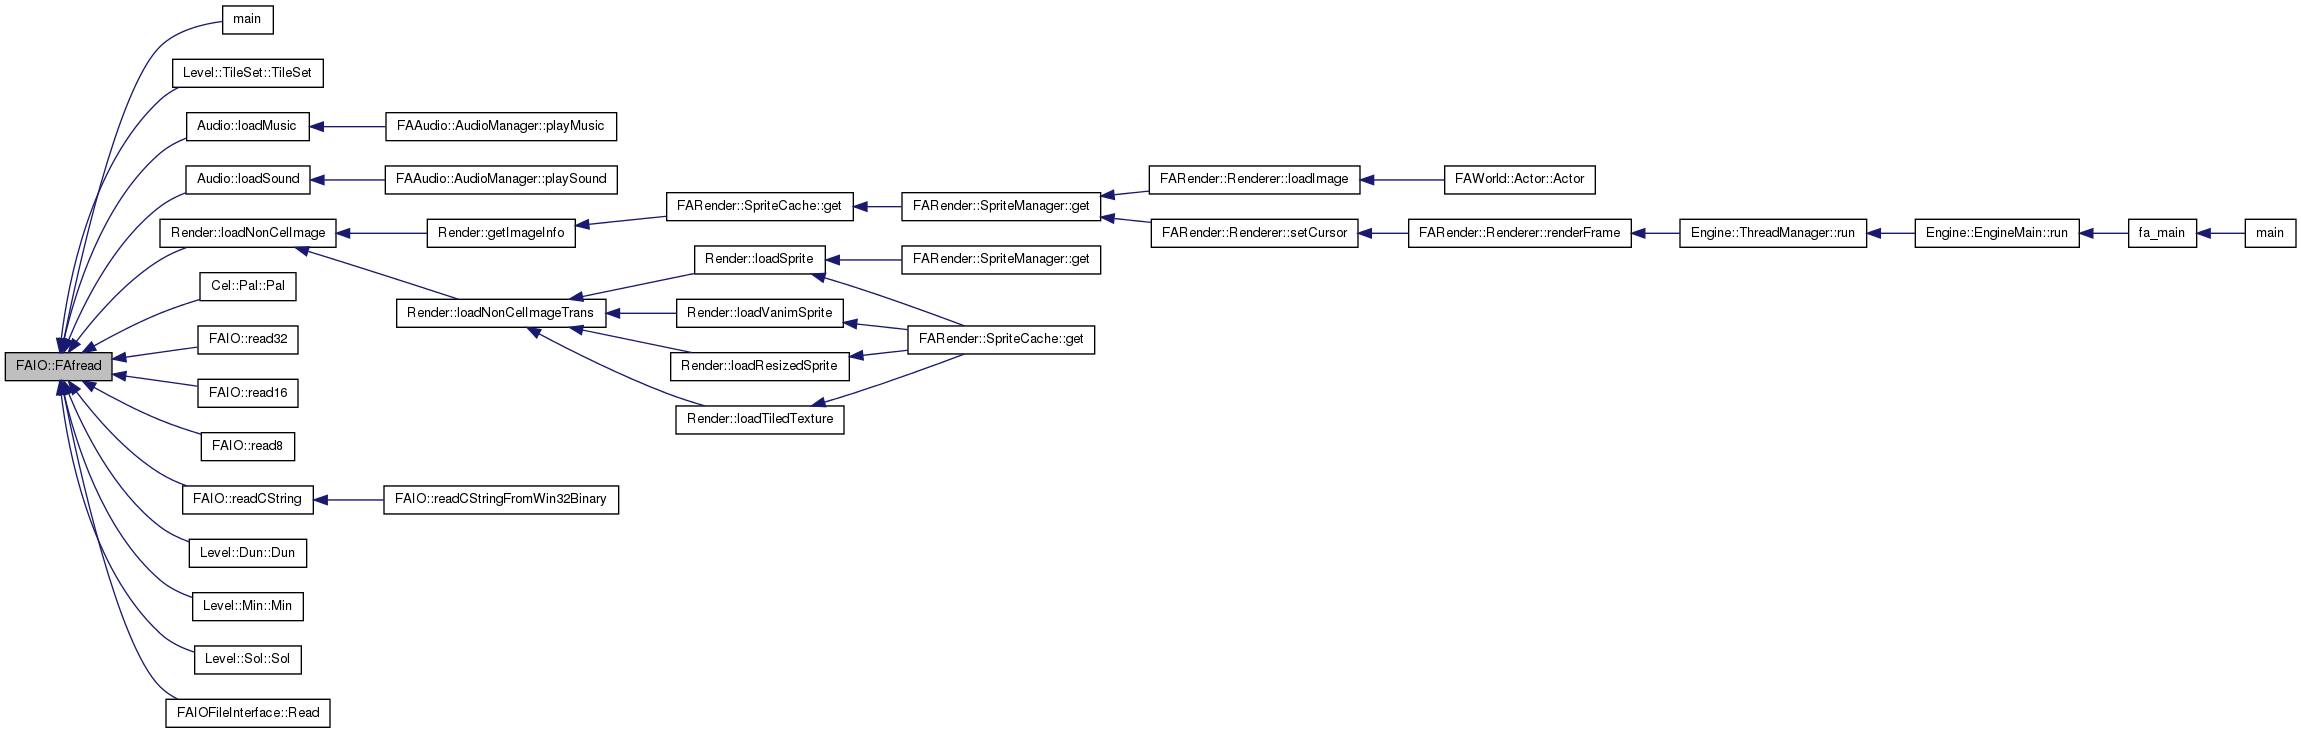 main
Level::TileSet::TileSet
Audio::loadMusic
FAAudio::AudioManager::playMusic
Audio::loadSound
FAAudio::AudioManager::playSound
FARender::Renderer::loadImage
FAWorld::Actor::Actor
FARender::SpriteCache::get
FARender::SpriteManager::get
Render::loadNonCelImage
Render::getImageInfo
FARender::Renderer::setCursor
FARender::Renderer::renderFrame
Engine::ThreadManager::run
Engine::EngineMain::run
fa_main
main
Render::loadSprite
FARender::SpriteManager::get
Cel::Pal::Pal
Render::loadNonCelImageTrans
Render::loadVanimSprite
FAIO::read32
FARender::SpriteCache::get
FAIO::FAfread
Render::loadResizedSprite
FAIO::read16
Render::loadTiledTexture
FAIO::read8
FAIO::readCString
FAIO::readCStringFromWin32Binary
Level::Dun::Dun
Level::Min::Min
Level::Sol::Sol
FAIOFileInterface::Read